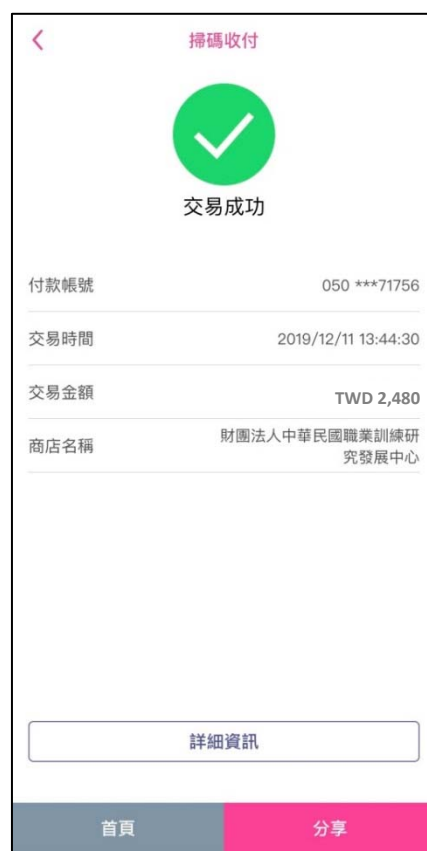 掃碼收付
交易成功
付款帳號 050 ***71756
交易時間 2019/12/11 13:44:30
交易金額 TWD 2,480
商店名稱 財團法人中華民國職業訓練研
究發展中心
詳細資訊
首頁 分享